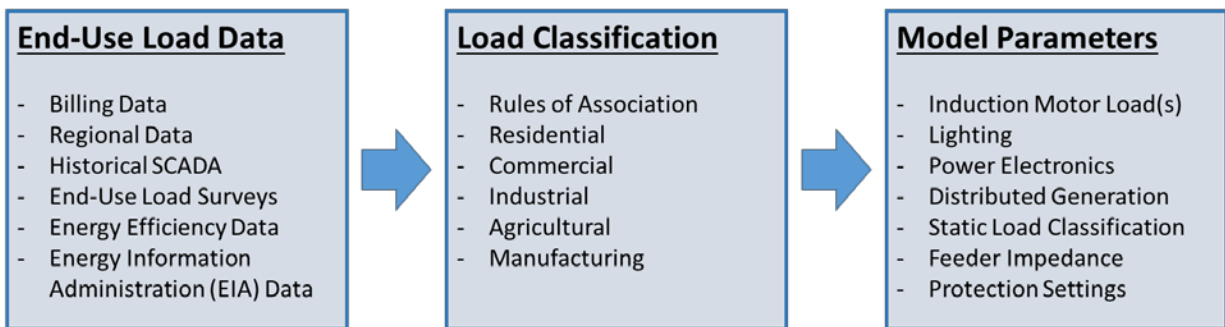 End-Use Load Data
- Billing Data
- Regional Data
- Historical SCADA
- End-Use Load Surveys
- Energy Efficiency Data
- Energy Information
Administration (EIA) Data
Load Classification
- Rules of Association
- Residential
- Commercial
- Industrial
- Agricultural
- Manufacturing
Model Parameters
- Induction Motor Load(s)
- Lighting
- Power Electronics
- Distributed Generation
- Static Load Classification
- Feeder Impedance
- Protection Settings